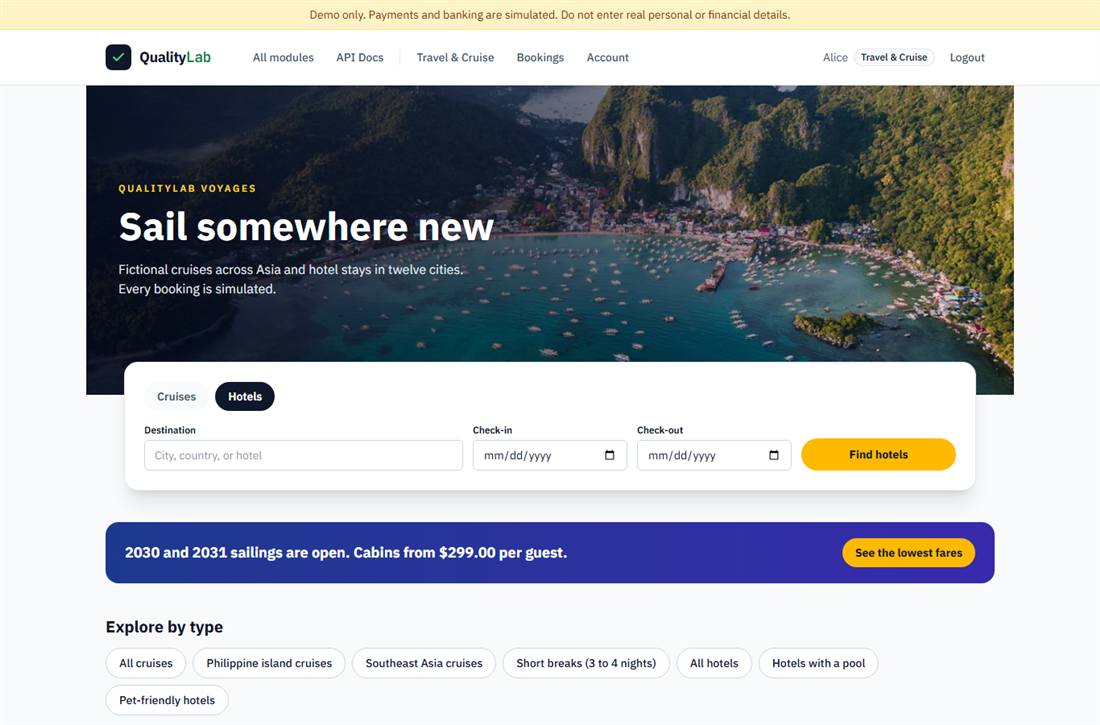 Demo only. Payments and banking are simulated. Do not enter real personal or financial details.
QualityLab
All modules
API Docs
Travel & Cruise
Bookings
Account
Alice
Travel & Cruise
Logout
QUALITYLAB VOYAGES
Sail somewhere new
Fictional cruises across Asia and hotel stays in twelve cities.
Every booking is simulated.
Cruises
Hotels
Destination
City, country, or hotel
Check-in
mm/dd/yyyy
Check-out
mm/dd/yyyy
Find hotels
2030 and 2031 sailings are open. Cabins from $299.00 per guest.
See the lowest fares
Explore by type
All cruises
Philippine island cruises
Southeast Asia cruises
Short breaks (3 to 4 nights)
All hotels
Hotels with a pool
Pet-friendly hotels